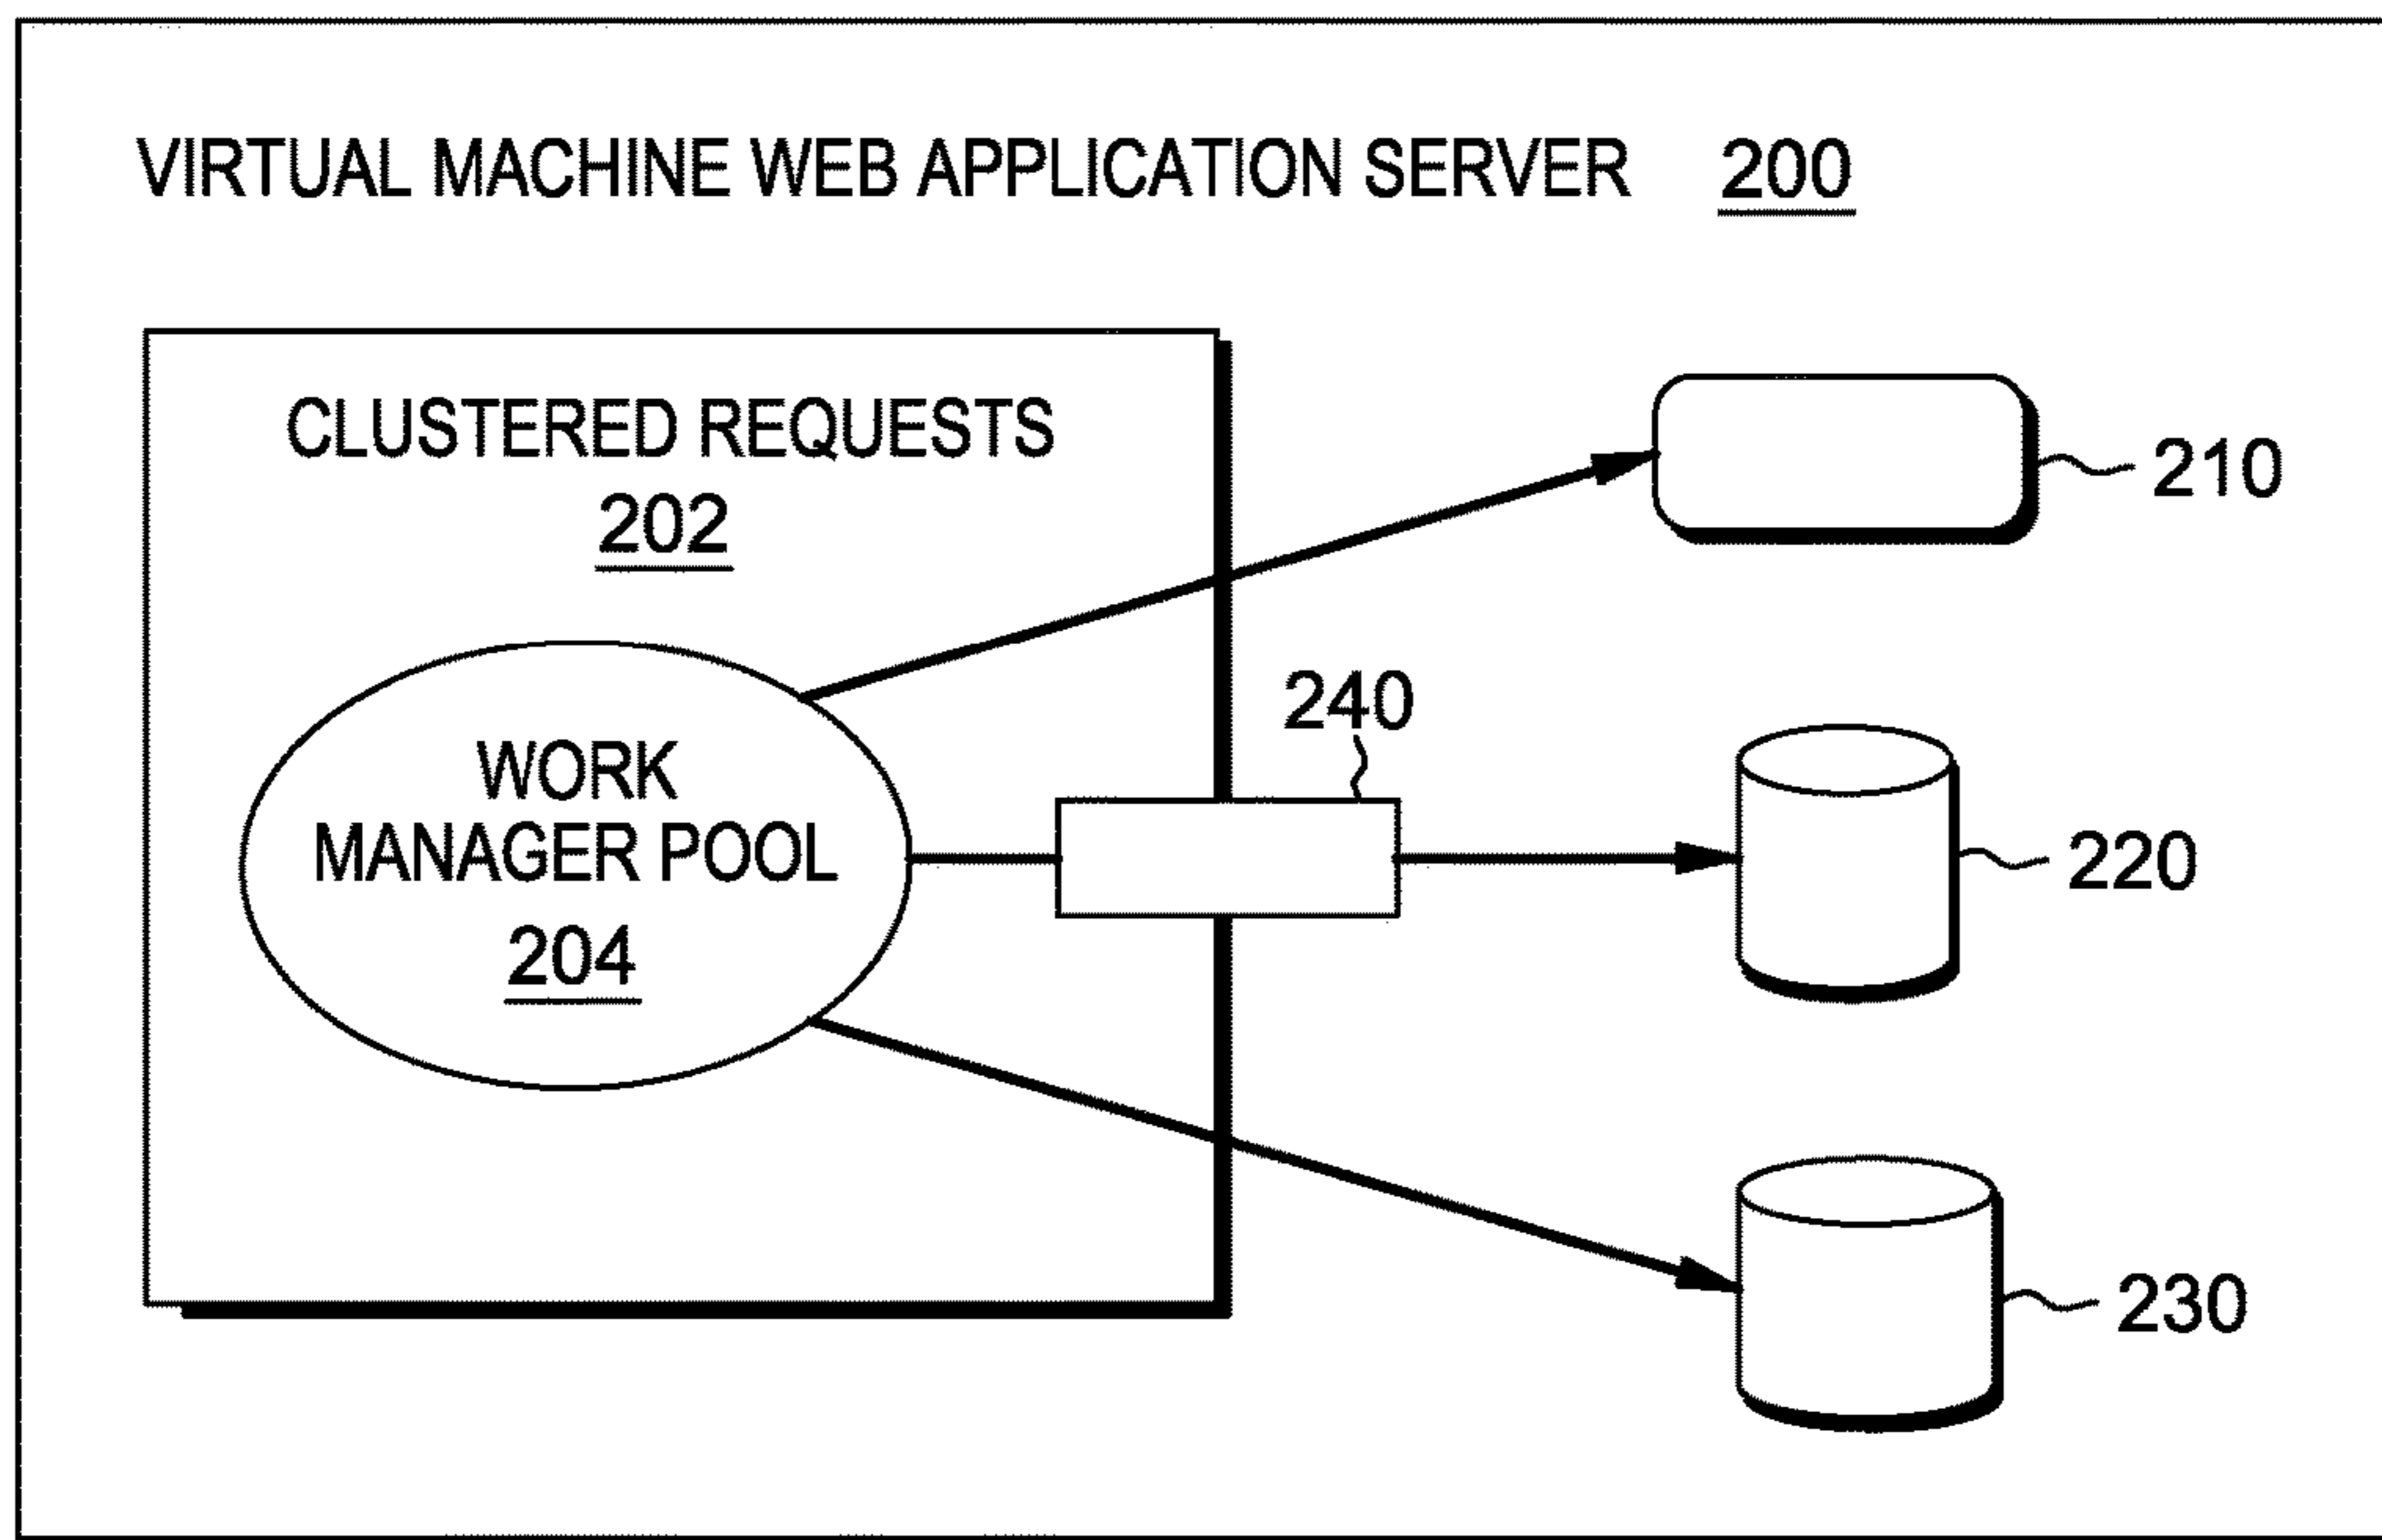 VIRTUAL MACHINE WEB APPLICATION SERVER 200
CLUSTERED REQUESTS
202
210
240
WORK
MANAGER POOL
204
220
230